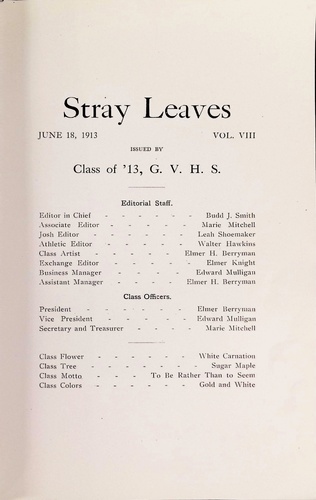 Stray Leaves
JUNE 18, 1913 VOL. VIII
ISSUED BY
Class of '13, G. V. H. S.
Editorial Staff.
Editor in Chief - - - - - - Budd J. Smith
Associate Editor - - - - - Marie Mitchell
Josh Editor - - - - - Leah Shoemaker
Athletic Editor - - - - - Walter Hawkins
Class Artist - - - - - Elmer H. Berryman
Exchange Editor - - - - - Elmer Knight
Business Manager - - - - Edward Mulligan
Assistant Manager - - - - Elmer H. Berryman
Class Officers.
President - - - - - Elmer Berryman
Vice President - - - - - Edward Mulligan
Secretary and Treasurer - - - - Marie Mitchell
Class Flower - - - - - White Carnation
Class Tree - - - - - - Sugar Maple
Class Motto - - - To Be Rather Than to Seem
Class Colors - - - - - Gold and White